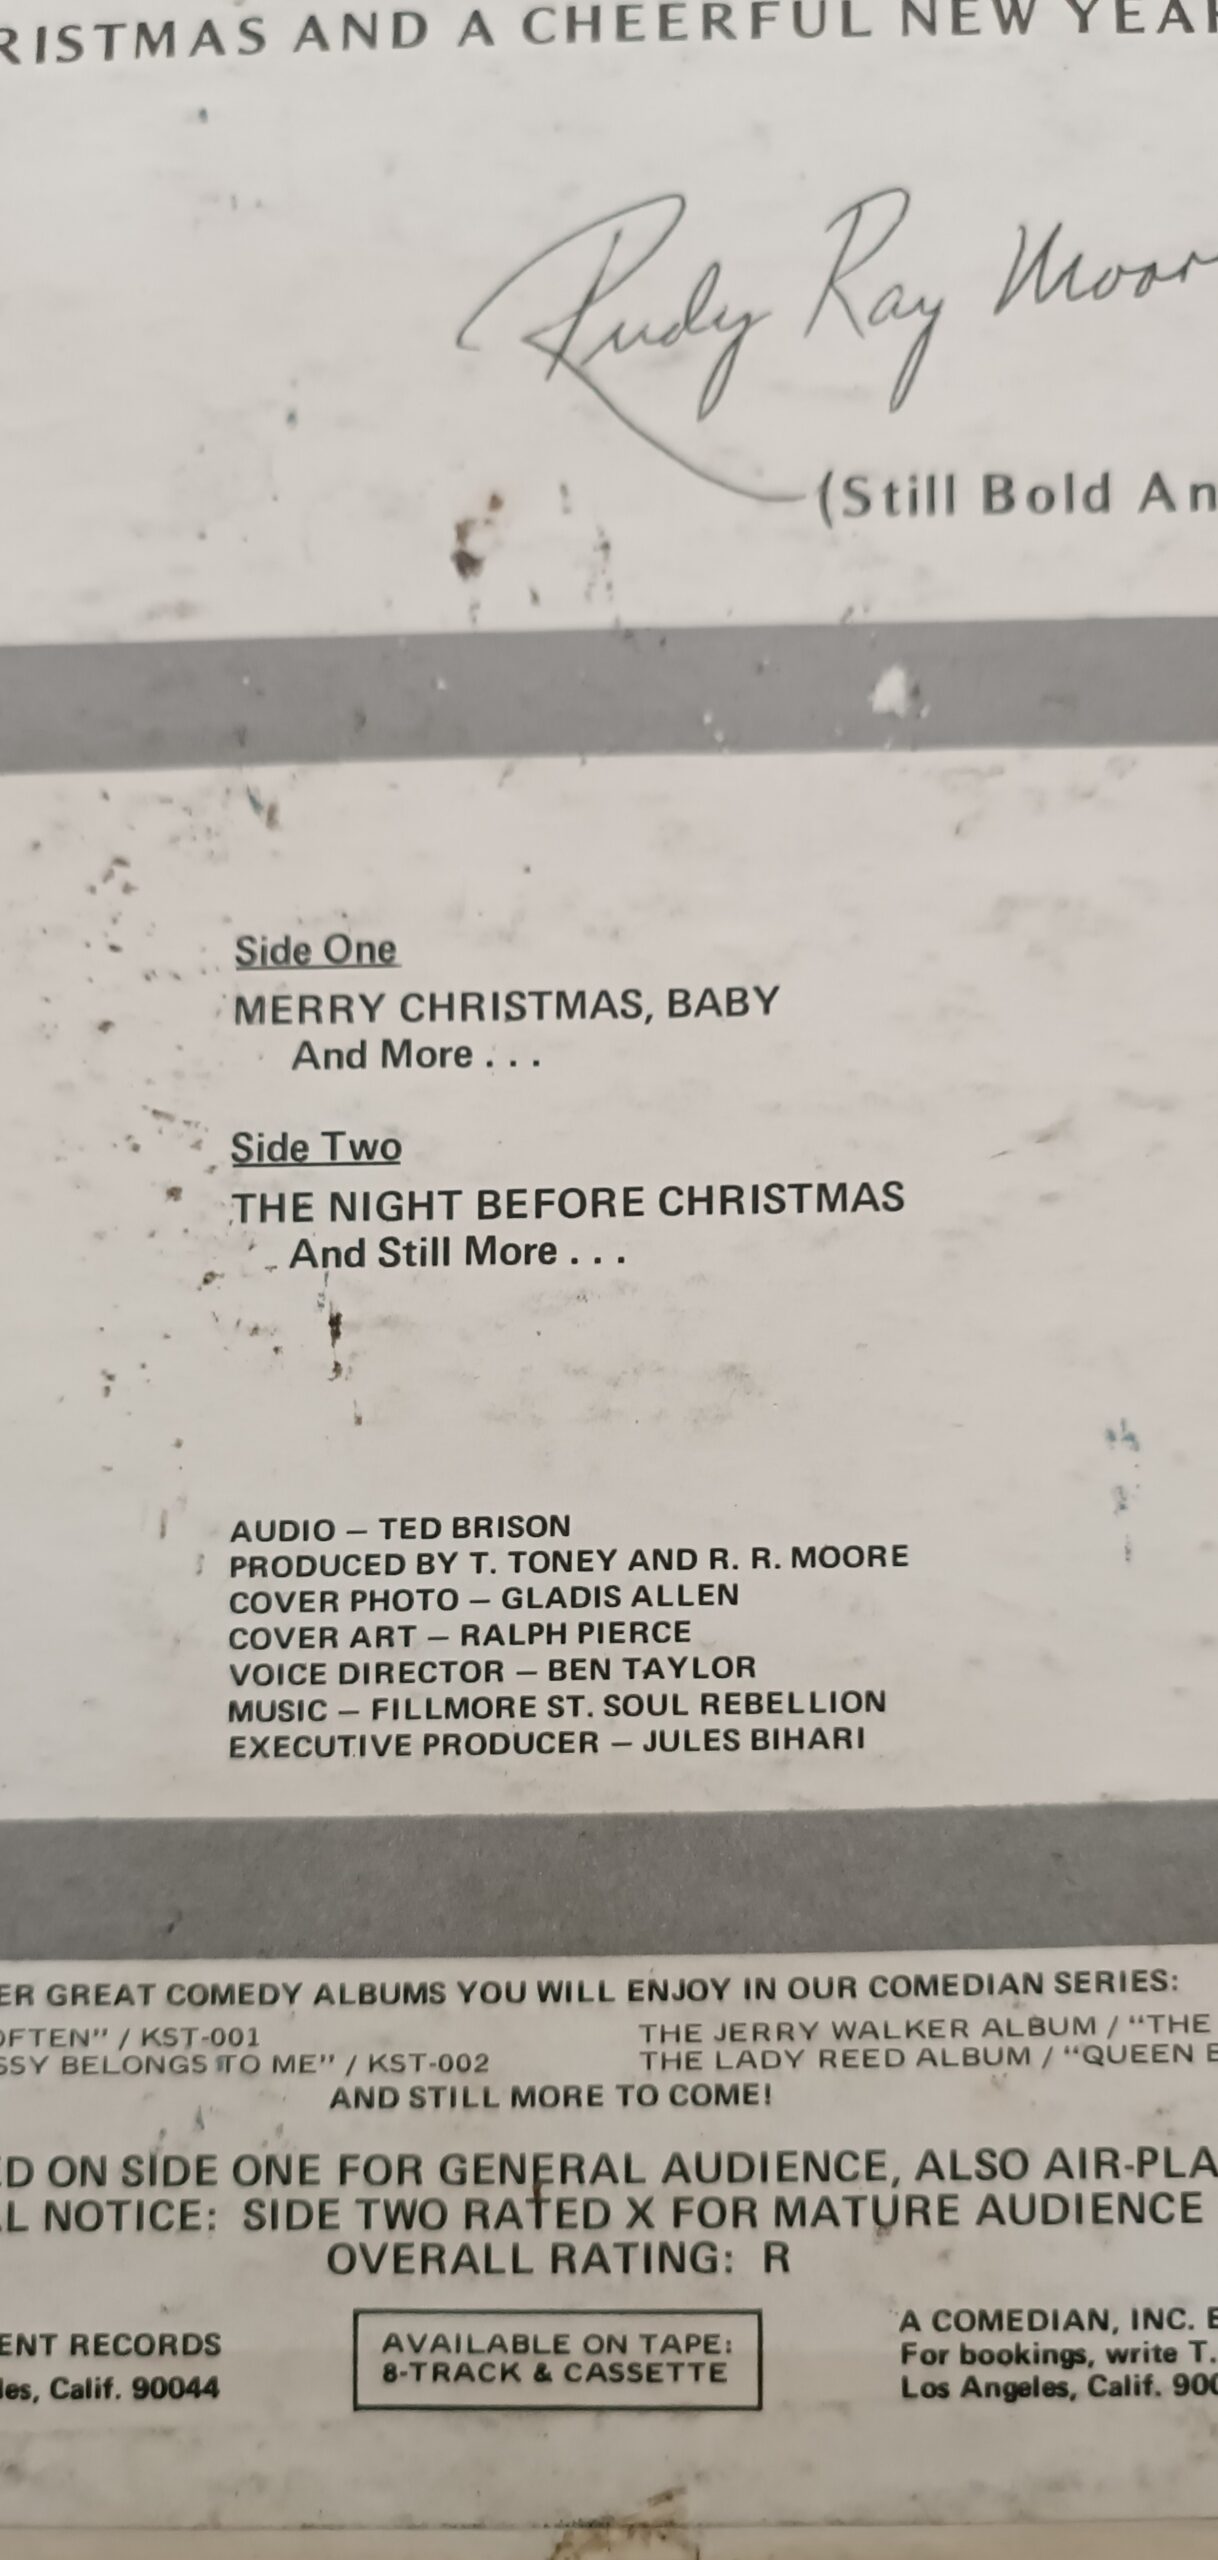 RISTMAS AND A CHEERFUL NEW YEAR
Rudy Ray Moor
(Still Bold An
Side One
MERRY CHRISTMAS, BABY
And More . . .
Side Two
THE NIGHT BEFORE CHRISTMAS
And Still More . . .
AUDIO – TED BRISON
PRODUCED BY T. TONEY AND R. R. MOORE
COVER PHOTO – GLADIS ALLEN
COVER ART – RALPH PIERCE
VOICE DIRECTOR – BEN TAYLOR
MUSIC – FILLMORE ST. SOUL REBELLION
EXECUTIVE PRODUCER – JULES BIHARI
ER GREAT COMEDY ALBUMS YOU WILL ENJOY IN OUR COMEDIAN SERIES:
OFTEN" / KST-001 THE JERRY WALKER ALBUM / "THE
SSY BELONGS TO ME" / KST-002 THE LADY REED ALBUM / "QUEEN B
AND STILL MORE TO COME!
ED ON SIDE ONE FOR GENERAL AUDIENCE, ALSO AIR-PLA
L NOTICE: SIDE TWO RATED X FOR MATURE AUDIENCE
OVERALL RATING: R
ENT RECORDS
les, Calif. 90044
AVAILABLE ON TAPE:
8-TRACK & CASSETTE
A COMEDIAN, INC. E
For bookings, write T.
Los Angeles, Calif. 900